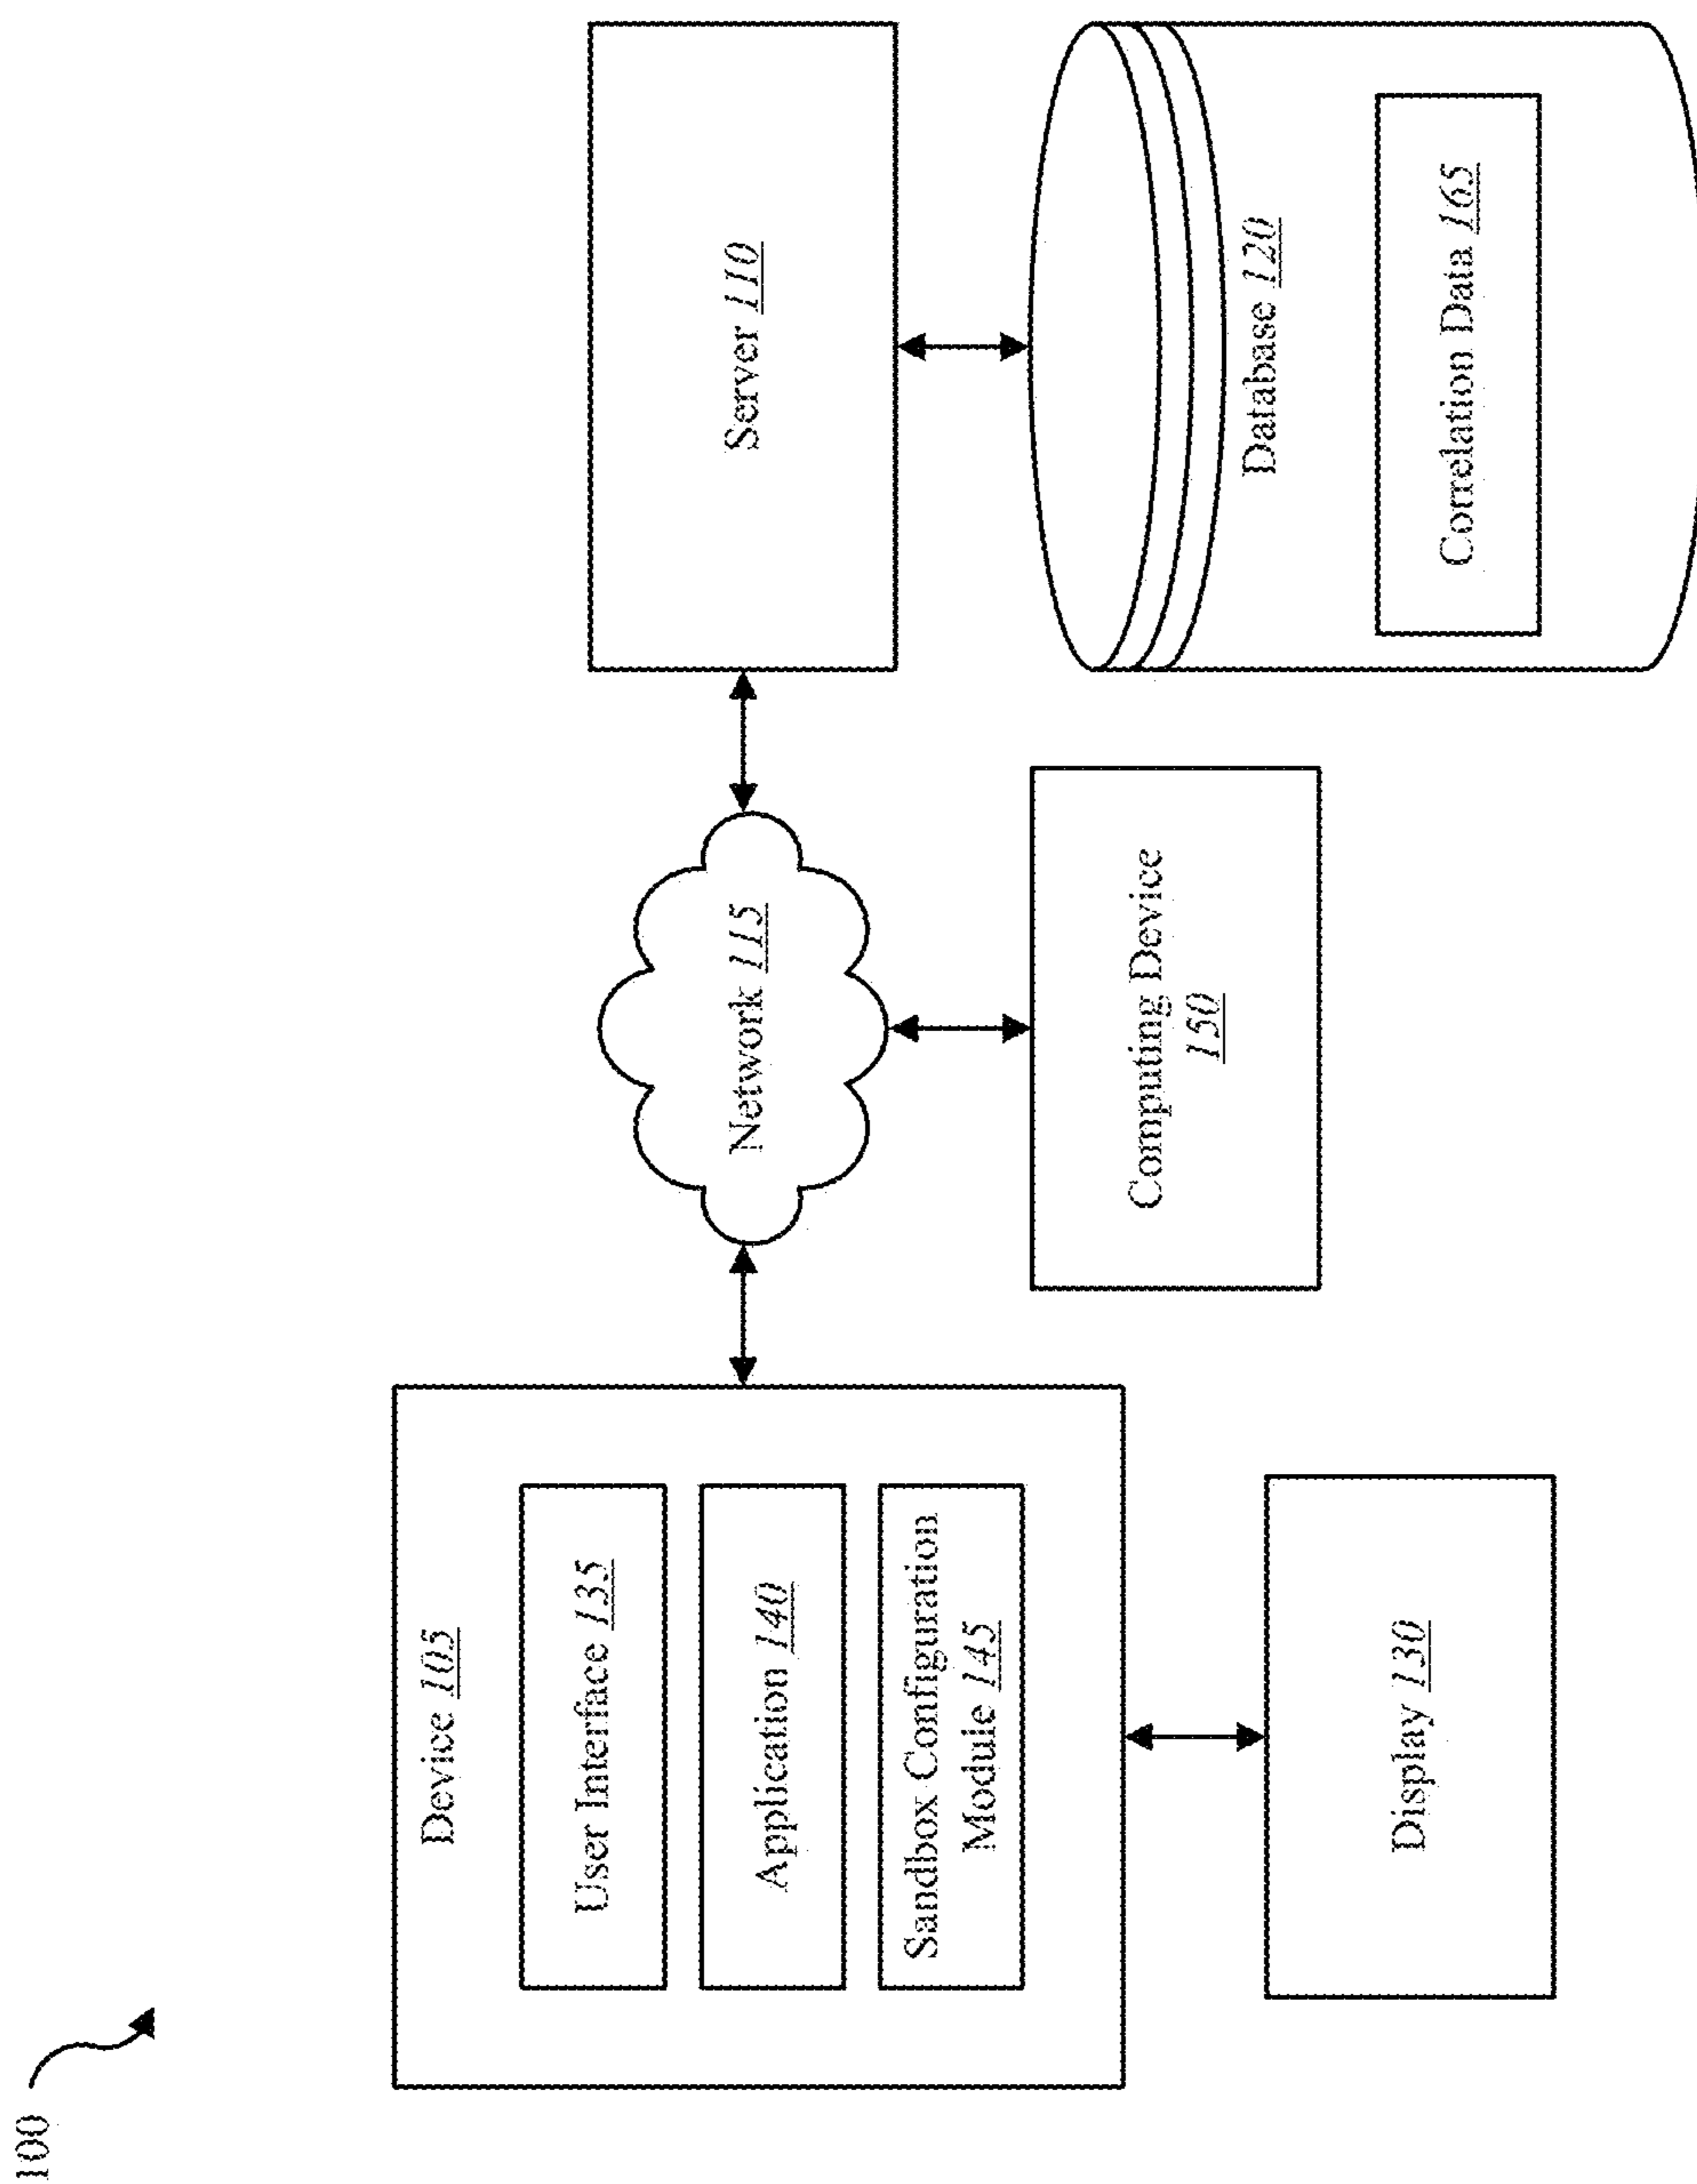 100
Device 105
User Interface 135
Application 140
Sandbox Configuration
Module 145
Display 130
Network 115
Computing Device
150
Server 110
Database 120
Correlation Data 165